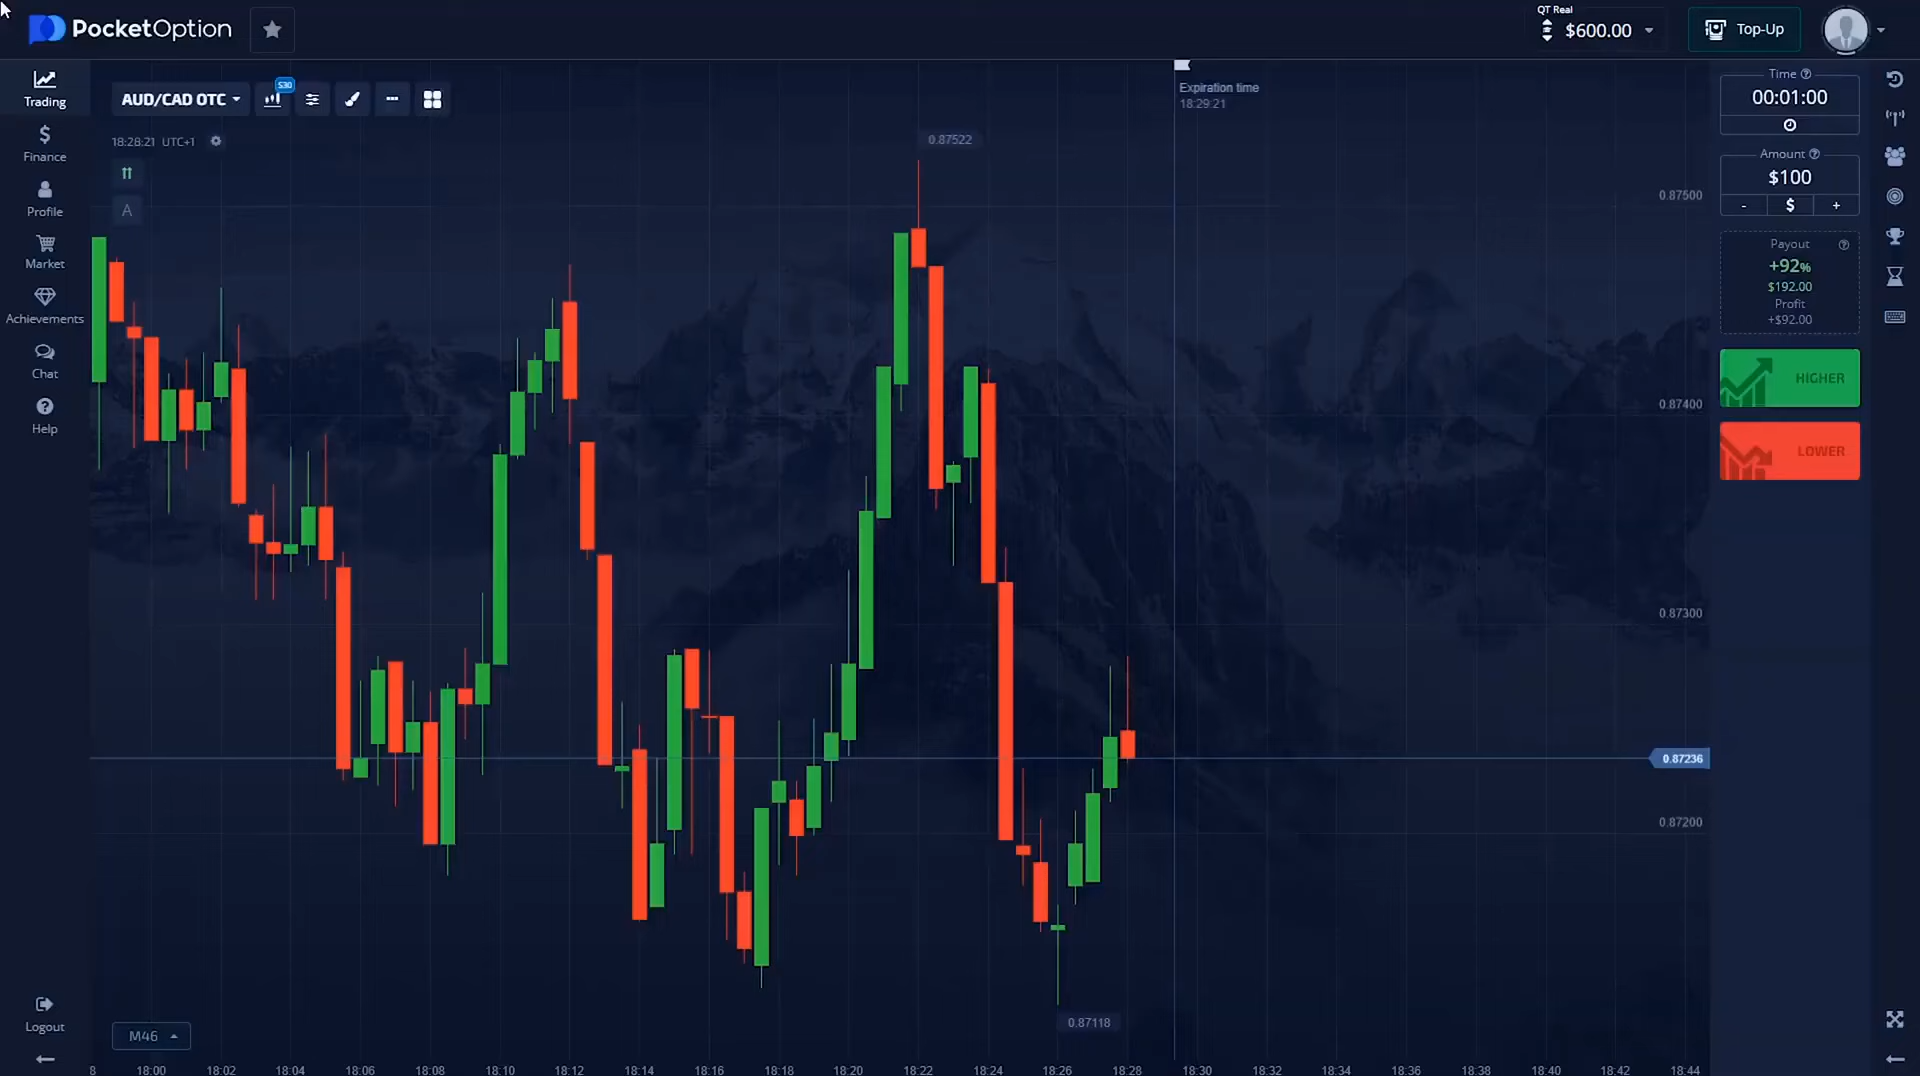 PocketOption
QT Real
$600.00
Top-Up
Trading
Finance
Profile
Market
Achievements
Chat
Help
Logout
AUD/CAD OTC
S30
18:28:21 UTC+1
A
Expiration time
18:29:21
0.87522
0.87118
0.87500
0.87400
0.87300
0.87236
0.87200
M46
8 18:00 18:02 18:04 18:06 18:08 18:10 18:12 18:14 18:16 18:18 18:20 18:22 18:24 18:26 18:28 18:30 18:32 18:34 18:36 18:38 18:40 18:42 18:44
Time
00:01:00
Amount
$100
- $ +
Payout
+92%
$192.00
Profit
+$92.00
HIGHER
LOWER